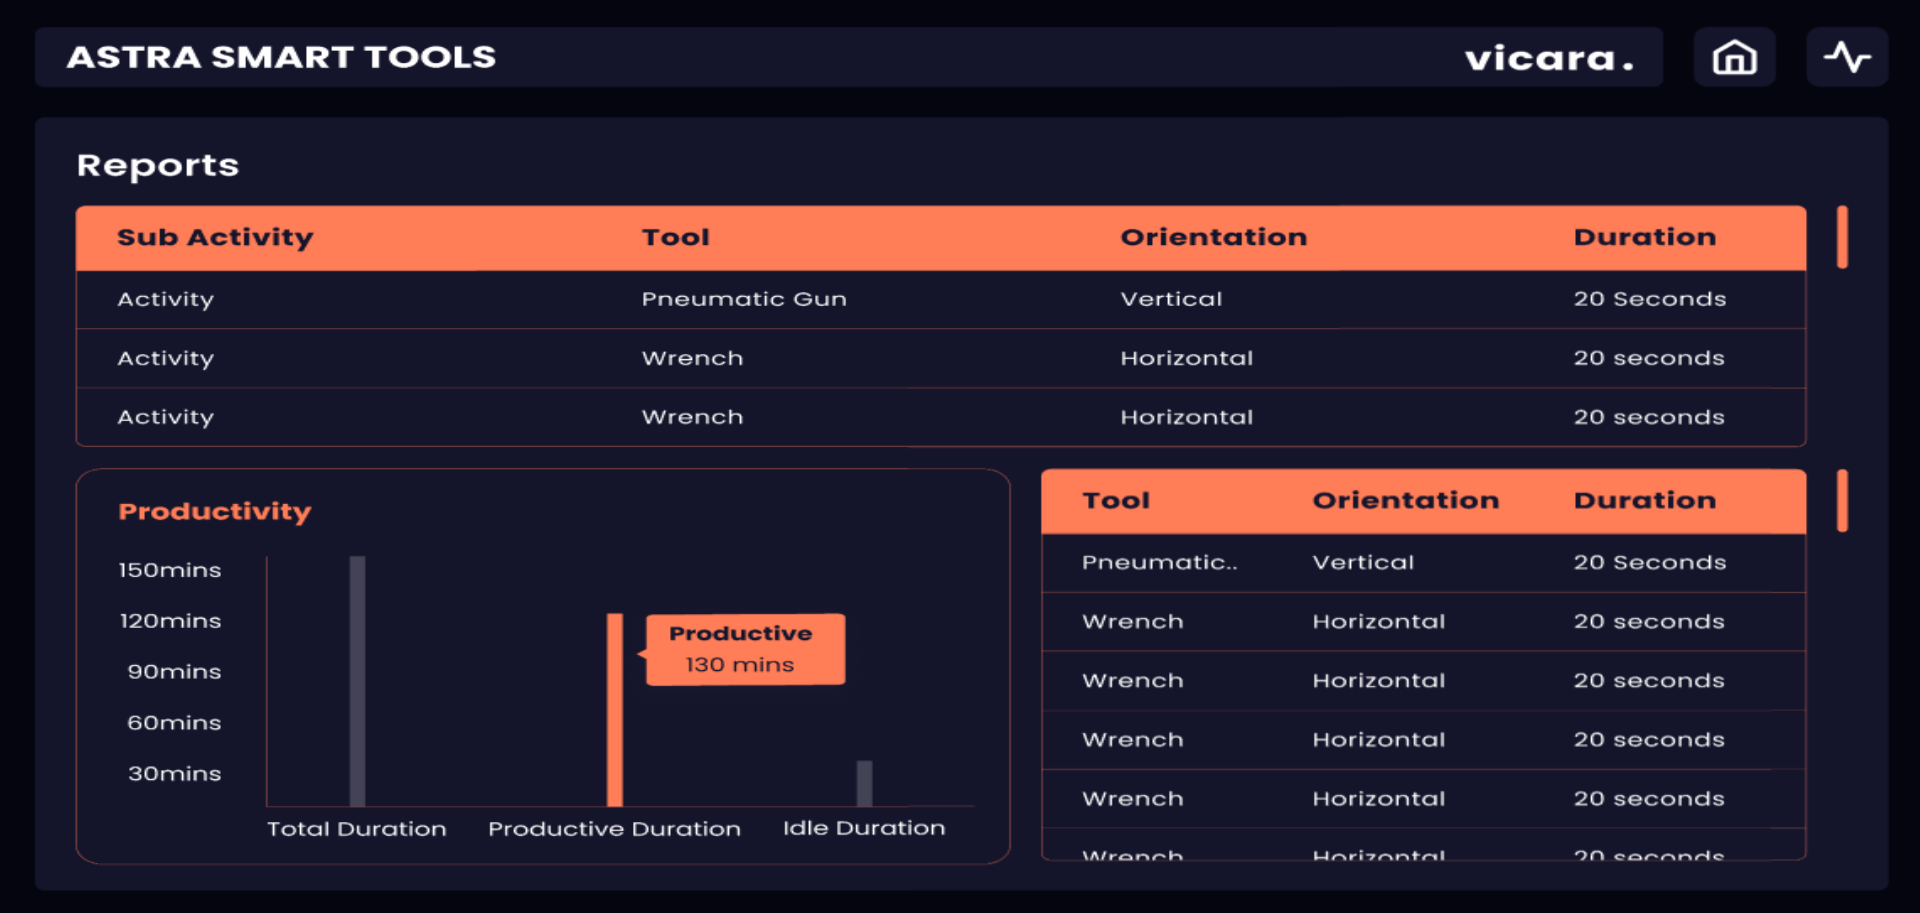 ASTRA SMART TOOLS vicara.
Reports
Sub Activity Tool Orientation Duration
Activity Pneumatic Gun Vertical 20 Seconds
Activity Wrench Horizontal 20 seconds
Activity Wrench Horizontal 20 seconds
Productivity
150mins
120mins
90mins
60mins
30mins
Productive
130 mins
Total Duration Productive Duration Idle Duration
Tool Orientation Duration
Pneumatic.. Vertical 20 Seconds
Wrench Horizontal 20 seconds
Wrench Horizontal 20 seconds
Wrench Horizontal 20 seconds
Wrench Horizontal 20 seconds
Wrench Horizontal 20 seconds